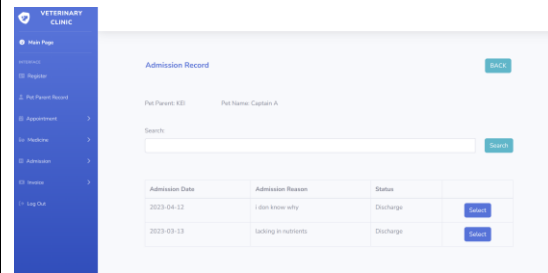 VETERINARY
CLINIC
Main Page
INTERFACE
Register
Pet Parent Record
Appointment
Medicine
Admission
Invoice
Log Out
Admission Record
BACK
Pet Parent: KEI Pet Name: Captain A
Search:
Search
Admission Date Admission Reason Status
2023-04-12 i don know why Discharge Select
2023-03-13 lacking in nutrients Discharge Select